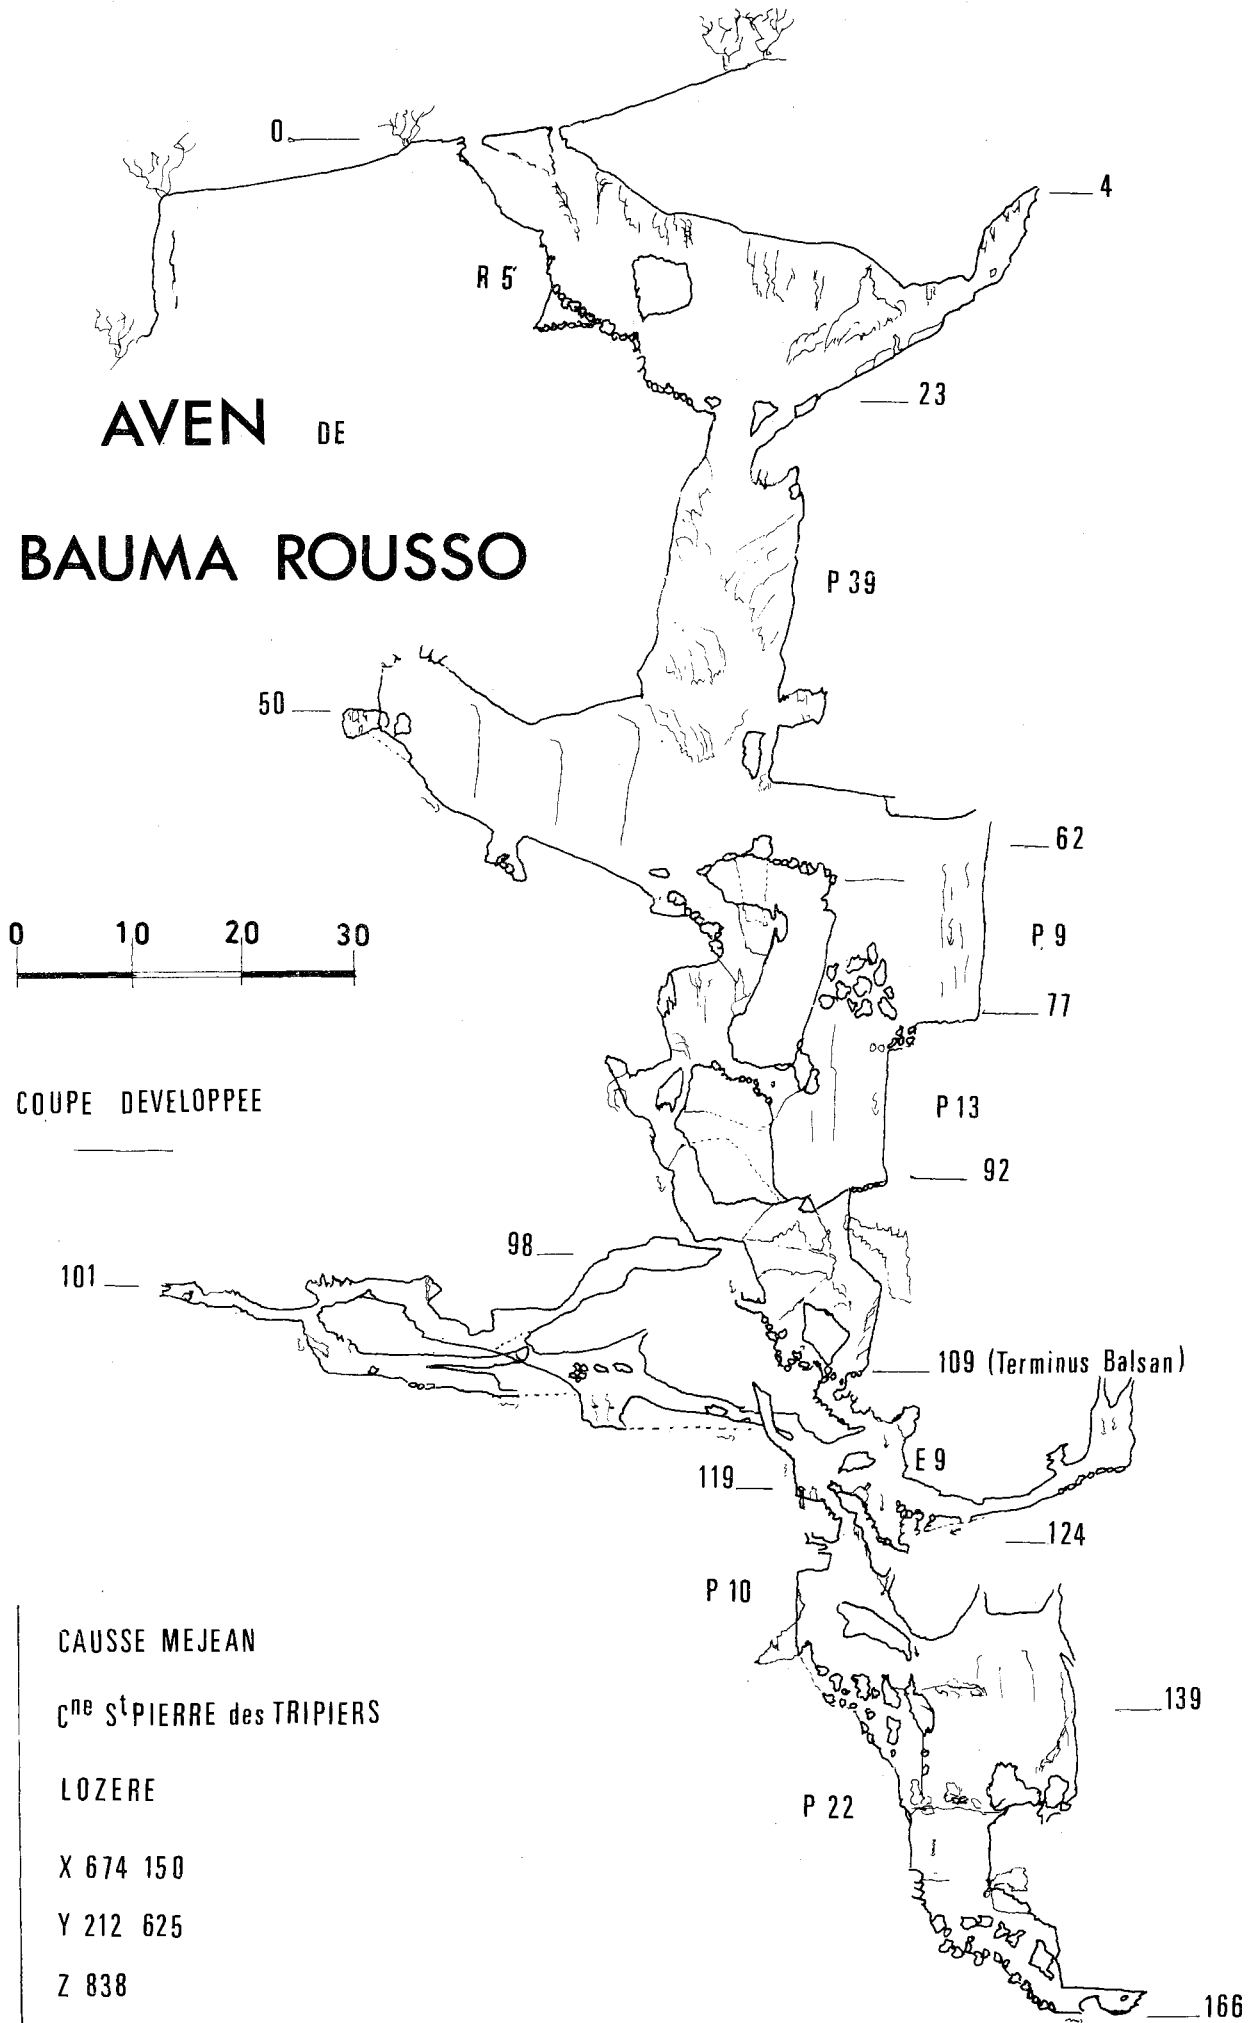 0
4
R 5
23
AVEN DE
BAUMA ROUSSO
P 39
50
62
0 10 20 30
P. 9
77
COUPE DEVELOPPEE
P 13
92
98
101
109 (Terminus Balsan)
E 9
119
124
P 10
139
P 22
166
CAUSSE MEJEAN
Cne St PIERRE des TRIPIERS
LOZERE
X 674 150
Y 212 625
Z 838